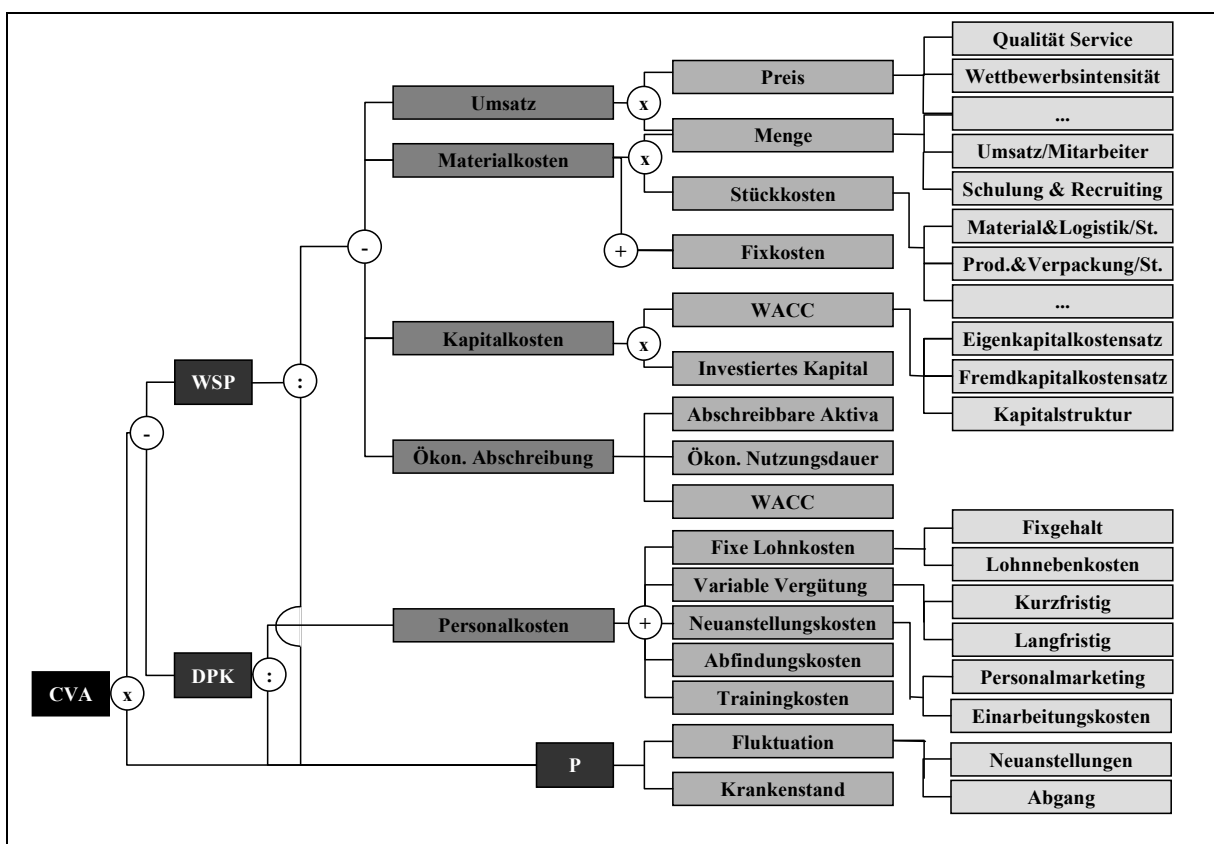 Qualität Service
Preis
Wettbewerbsintensität
Umsatz
x
...
Menge
Materialkosten
x
Umsatz/Mitarbeiter
Stückkosten
Schulung & Recruiting
Material&Logistik/St.
-
+
Fixkosten
Prod.&Verpackung/St.
...
WACC
Kapitalkosten
x
Eigenkapitalkostensatz
Investiertes Kapital
Fremdkapitalkostensatz
WSP
:
Abschreibbare Aktiva
Kapitalstruktur
-
Ökon. Abschreibung
Ökon. Nutzungsdauer
WACC
Fixe Lohnkosten
Fixgehalt
Lohnnebenkosten
Variable Vergütung
Kurzfristig
Personalkosten
+
Neuanstellungskosten
Langfristig
Abfindungskosten
Personalmarketing
DPK
:
CVA
x
Trainingkosten
Einarbeitungskosten
Fluktuation
P
Neuanstellungen
Krankenstand
Abgang